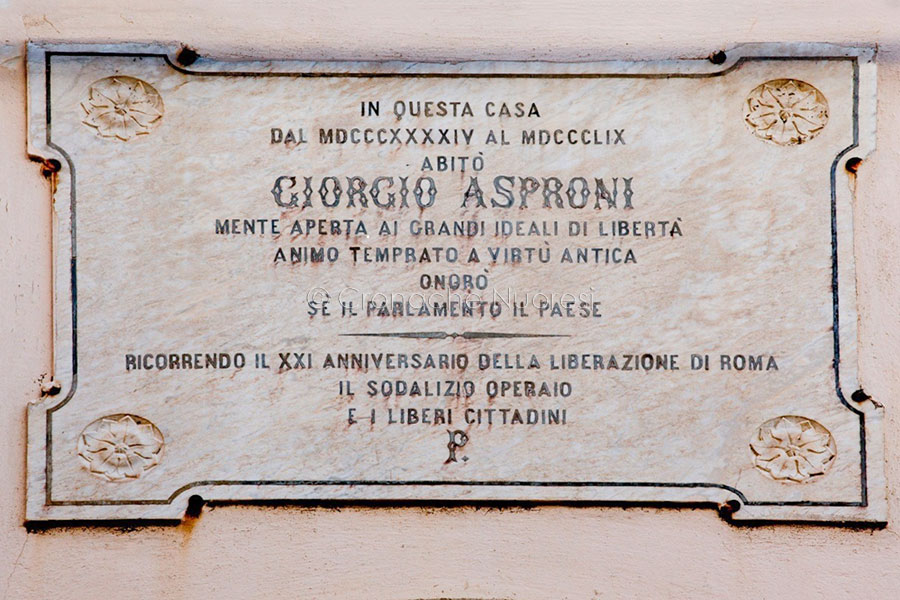 IN QUESTA CASA
DAL MDCCCXXXXIV AL MDCCCLIX
ABITÒ
GIORGIO ASPRONI
MENTE APERTA AI GRANDI IDEALI DI LIBERTÀ
ANIMO TEMPRATO A VIRTÙ ANTICA
ONORÒ
© Cronache Nuoresi
SÈ IL PARLAMENTO IL PAESE
RICORRENDO IL XXI ANNIVERSARIO DELLA LIBERAZIONE DI ROMA
IL SODALIZIO OPERAIO
E I LIBERI CITTADINI
P.